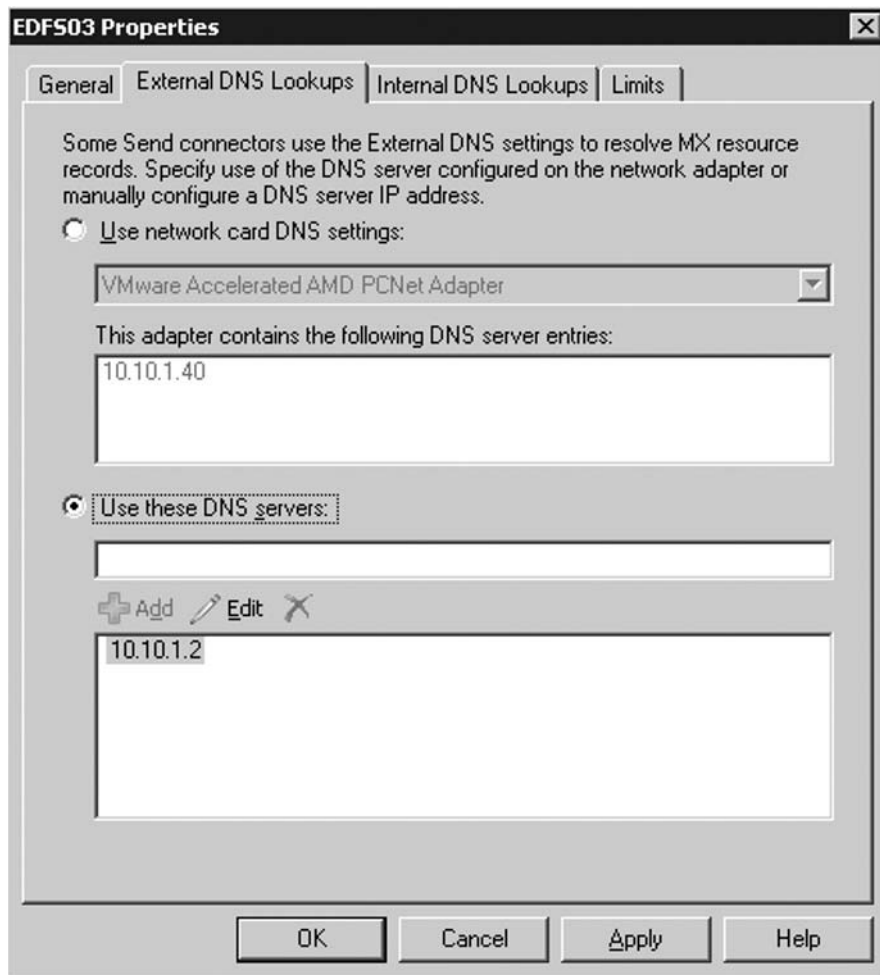 EDFS03 Properties
General External DNS Lookups Internal DNS Lookups Limits
Some Send connectors use the External DNS settings to resolve MX resource
records. Specify use of the DNS server configured on the network adapter or
manually configure a DNS server IP address.
Use network card DNS settings:
VMware Accelerated AMD PCNet Adapter
This adapter contains the following DNS server entries:
10.10.1.40
Use these DNS servers:
Add Edit
10.10.1.2
OK Cancel Apply Help